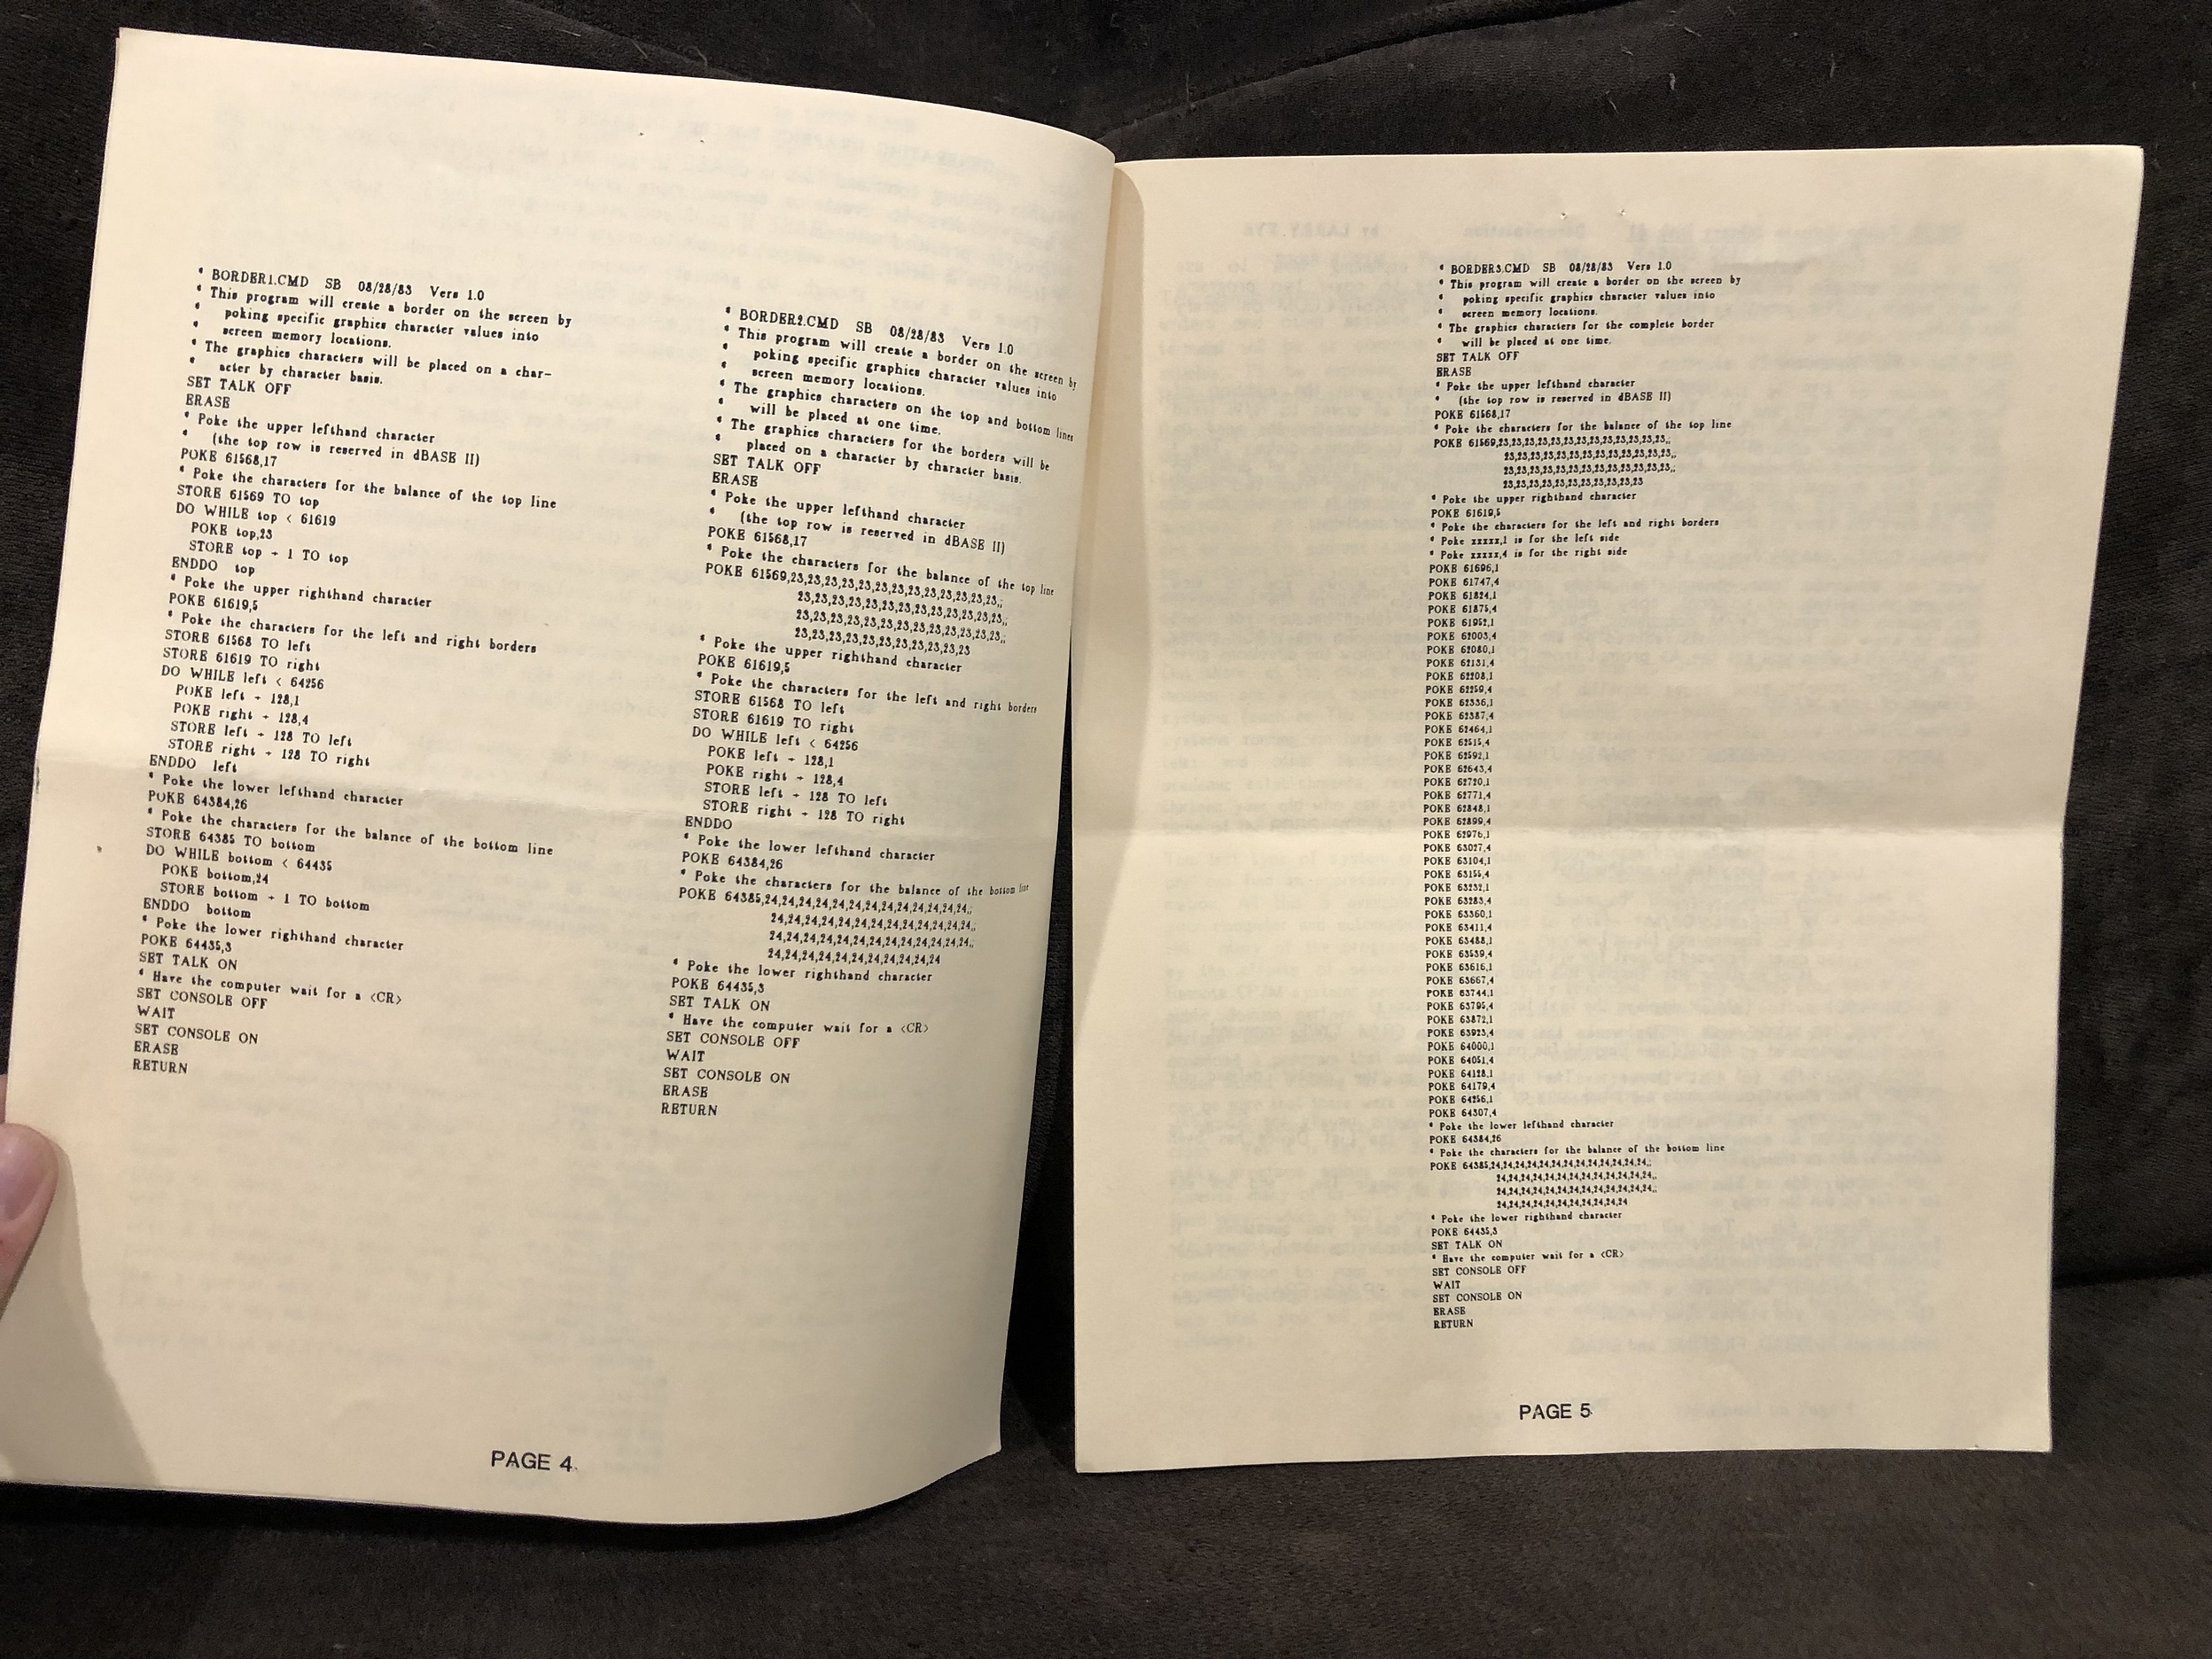 * BORDER1.CMD SB 08/28/83 Vers 1.0
* This program will create a border on the screen by
* poking specific graphics character values into
* screen memory locations.
* The graphics characters will be placed on a char-
* acter by character basis.
SET TALK OFF
ERASE
* Poke the upper lefthand character
* (the top row is reserved in dBASE II)
POKE 61568,17
* Poke the characters for the balance of the top line
STORE 61569 TO top
DO WHILE top < 61619
POKE top,23
STORE top + 1 TO top
ENDDO top
* Poke the upper righthand character
POKE 61619,5
* Poke the characters for the left and right borders
STORE 61568 TO left
STORE 61619 TO right
DO WHILE left < 64256
POKE left + 128,1
POKE right + 128,4
STORE left + 128 TO left
STORE right + 128 TO right
ENDDO left
* Poke the lower lefthand character
POKE 64384,26
* Poke the characters for the balance of the bottom line
STORE 64385 TO bottom
DO WHILE bottom < 64435
POKE bottom,24
STORE bottom + 1 TO bottom
ENDDO bottom
* Poke the lower righthand character
POKE 64435,3
SET TALK ON
* Have the computer wait for a <CR>
SET CONSOLE OFF
WAIT
SET CONSOLE ON
ERASE
RETURN
* BORDER2.CMD SB 08/28/83 Vers 1.0
* This program will create a border on the screen by
* poking specific graphics character values into
* screen memory locations.
* The graphics characters on the top and bottom lines
* will be placed at one time.
* The graphics characters for the borders will be
* placed on a character by character basis.
SET TALK OFF
ERASE
* Poke the upper lefthand character
* (the top row is reserved in dBASE II)
POKE 61568,17
* Poke the characters for the balance of the top line
POKE 61569,23,23,23,23,23,23,23,23,23,23,23,23,23,;
23,23,23,23,23,23,23,23,23,23,23,23,23,;
23,23,23,23,23,23,23,23,23,23,23,23,23,;
23,23,23,23,23,23,23,23,23,23,23
* Poke the upper righthand character
POKE 61619,5
* Poke the characters for the left and right borders
STORE 61568 TO left
STORE 61619 TO right
DO WHILE left < 64256
POKE left + 128,1
POKE right + 128,4
STORE left + 128 TO left
STORE right + 128 TO right
ENDDO
* Poke the lower lefthand character
POKE 64384,26
* Poke the characters for the balance of the bottom line
POKE 64385,24,24,24,24,24,24,24,24,24,24,24,24,24,;
24,24,24,24,24,24,24,24,24,24,24,24,24,;
24,24,24,24,24,24,24,24,24,24,24,24,24,;
24,24,24,24,24,24,24,24,24,24,24
* Poke the lower righthand character
POKE 64435,3
SET TALK ON
* Have the computer wait for a <CR>
SET CONSOLE OFF
WAIT
SET CONSOLE ON
ERASE
RETURN
PAGE 4
* BORDER3.CMD SB 08/28/83 Vers 1.0
* This program will create a border on the screen by
* poking specific graphics character values into
* screen memory locations.
* The graphics characters for the complete border
* will be placed at one time.
SET TALK OFF
ERASE
* Poke the upper lefthand character
* (the top row is reserved in dBASE II)
POKE 61568,17
* Poke the characters for the balance of the top line
POKE 61569,23,23,23,23,23,23,23,23,23,23,23,23,23,;
23,23,23,23,23,23,23,23,23,23,23,23,23,;
23,23,23,23,23,23,23,23,23,23,23,23,23,;
23,23,23,23,23,23,23,23,23,23,23
* Poke the upper righthand character
POKE 61619,5
* Poke the characters for the left and right borders
* Poke xxxxx,1 is for the left side
* Poke xxxxx,4 is for the right side
POKE 61696,1
POKE 61747,4
POKE 61824,1
POKE 61875,4
POKE 61952,1
POKE 62003,4
POKE 62080,1
POKE 62131,4
POKE 62208,1
POKE 62259,4
POKE 62336,1
POKE 62387,4
POKE 62464,1
POKE 62515,4
POKE 62592,1
POKE 62643,4
POKE 62720,1
POKE 62771,4
POKE 62848,1
POKE 62899,4
POKE 62976,1
POKE 63027,4
POKE 63104,1
POKE 63155,4
POKE 63232,1
POKE 63283,4
POKE 63360,1
POKE 63411,4
POKE 63488,1
POKE 63539,4
POKE 63616,1
POKE 63667,4
POKE 63744,1
POKE 63795,4
POKE 63872,1
POKE 63923,4
POKE 64000,1
POKE 64051,4
POKE 64128,1
POKE 64179,4
POKE 64256,1
POKE 64307,4
* Poke the lower lefthand character
POKE 64384,26
* Poke the characters for the balance of the bottom line
POKE 64385,24,24,24,24,24,24,24,24,24,24,24,24,24,;
24,24,24,24,24,24,24,24,24,24,24,24,24,;
24,24,24,24,24,24,24,24,24,24,24,24,24,;
24,24,24,24,24,24,24,24,24,24,24
* Poke the lower righthand character
POKE 64435,3
SET TALK ON
* Have the computer wait for a <CR>
SET CONSOLE OFF
WAIT
SET CONSOLE ON
ERASE
RETURN
PAGE 5